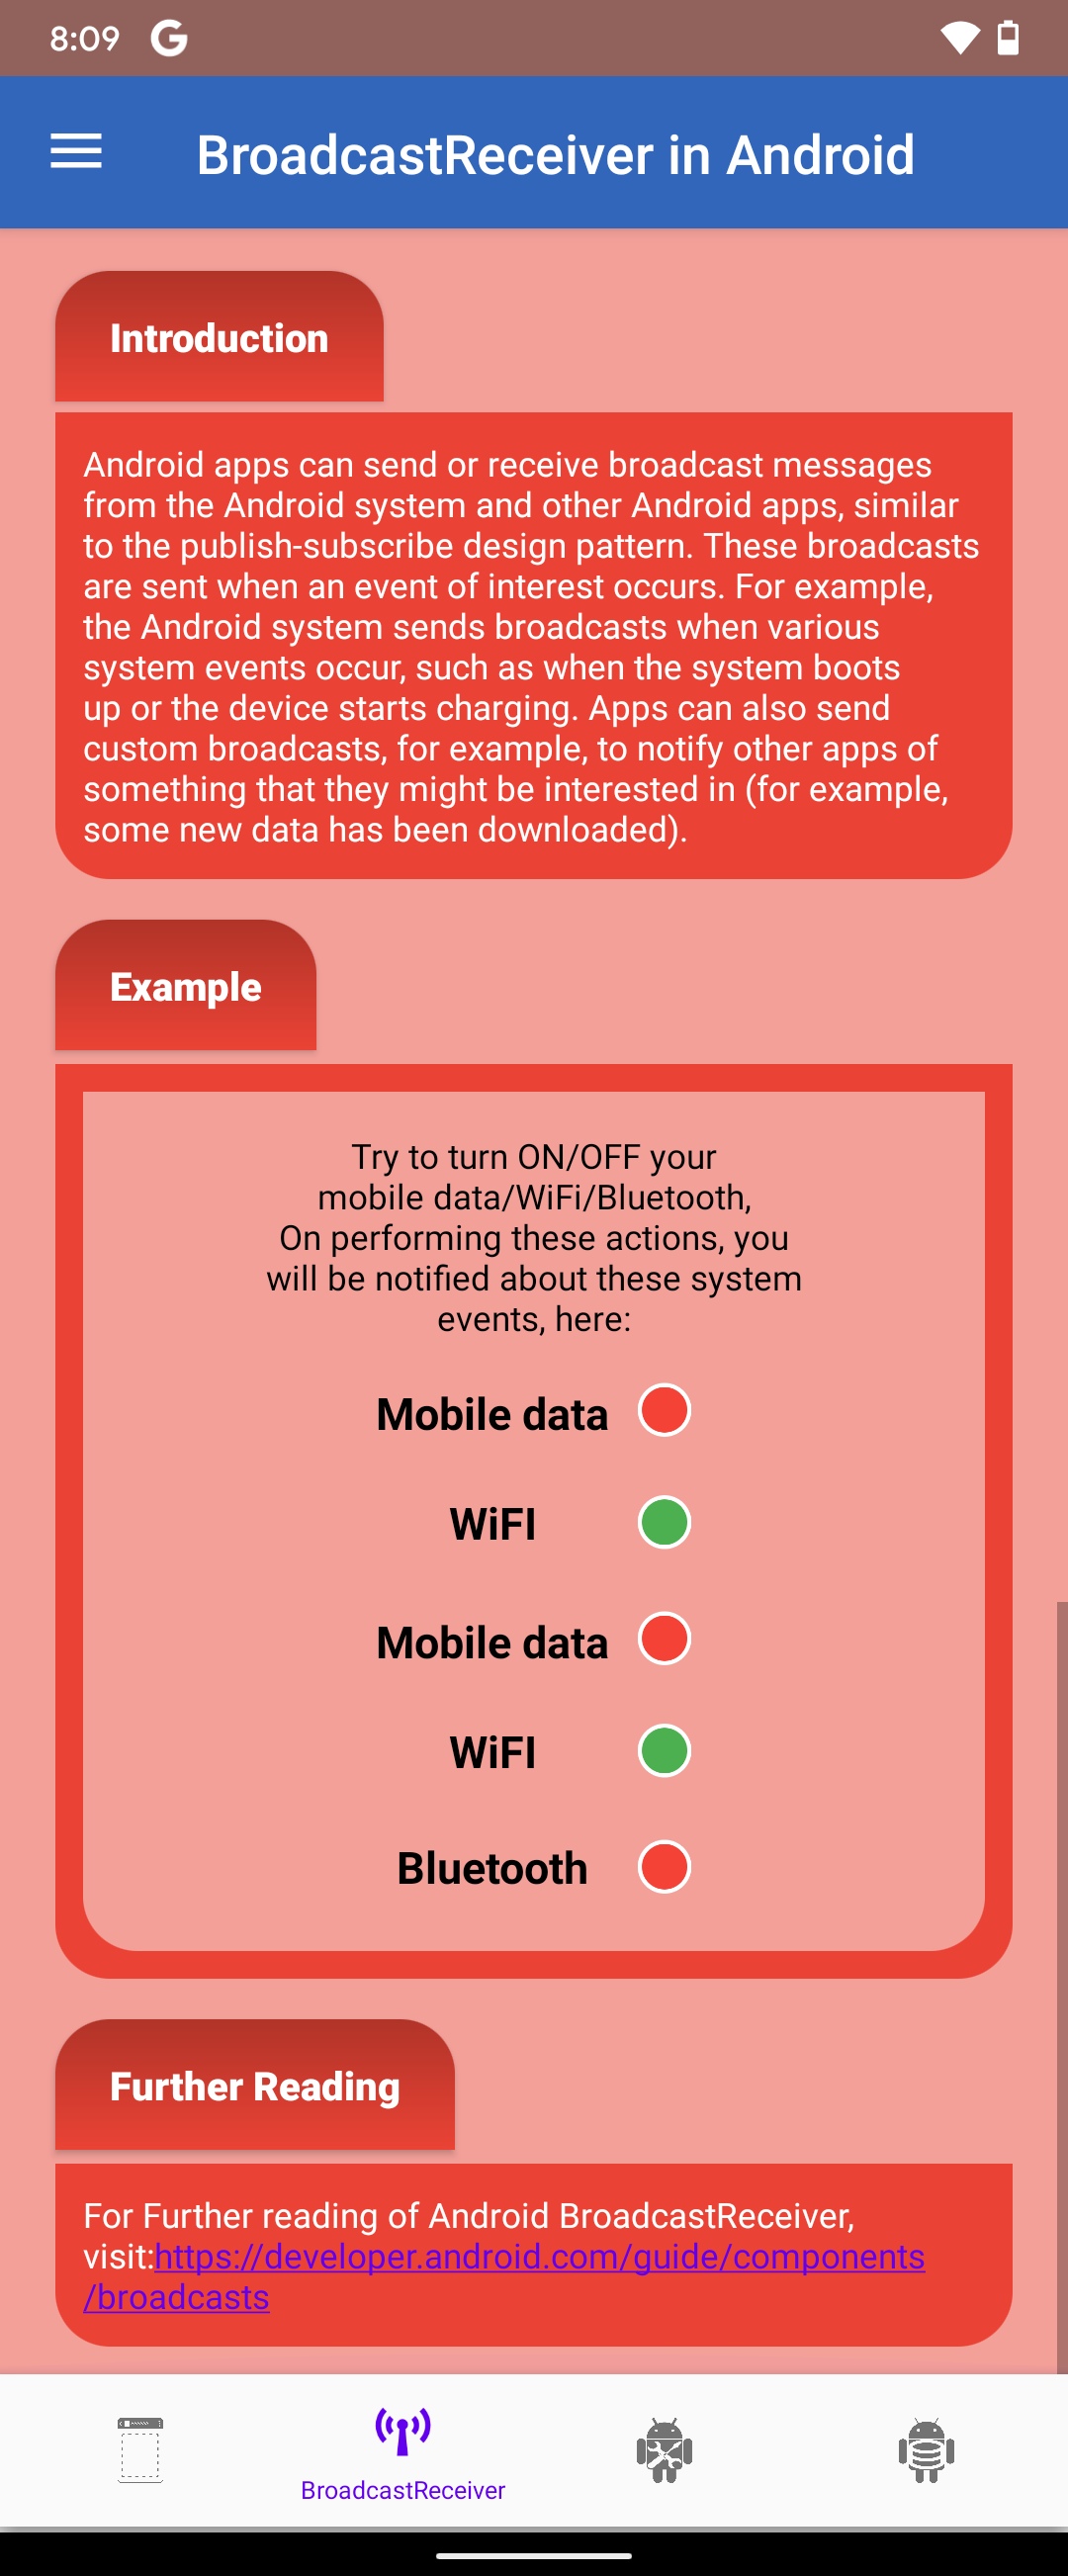 8:09
BroadcastReceiver in Android
Introduction
Android apps can send or receive broadcast messages
from the Android system and other Android apps, similar
to the publish-subscribe design pattern. These broadcasts
are sent when an event of interest occurs. For example,
the Android system sends broadcasts when various
system events occur, such as when the system boots
up or the device starts charging. Apps can also send
custom broadcasts, for example, to notify other apps of
something that they might be interested in (for example,
some new data has been downloaded).
Example
Try to turn ON/OFF your
mobile data/WiFi/Bluetooth,
On performing these actions, you
will be notified about these system
events, here:
Mobile data
WiFI
Mobile data
WiFI
Bluetooth
Further Reading
For Further reading of Android BroadcastReceiver,
visit:https://developer.android.com/guide/components
/broadcasts
BroadcastReceiver